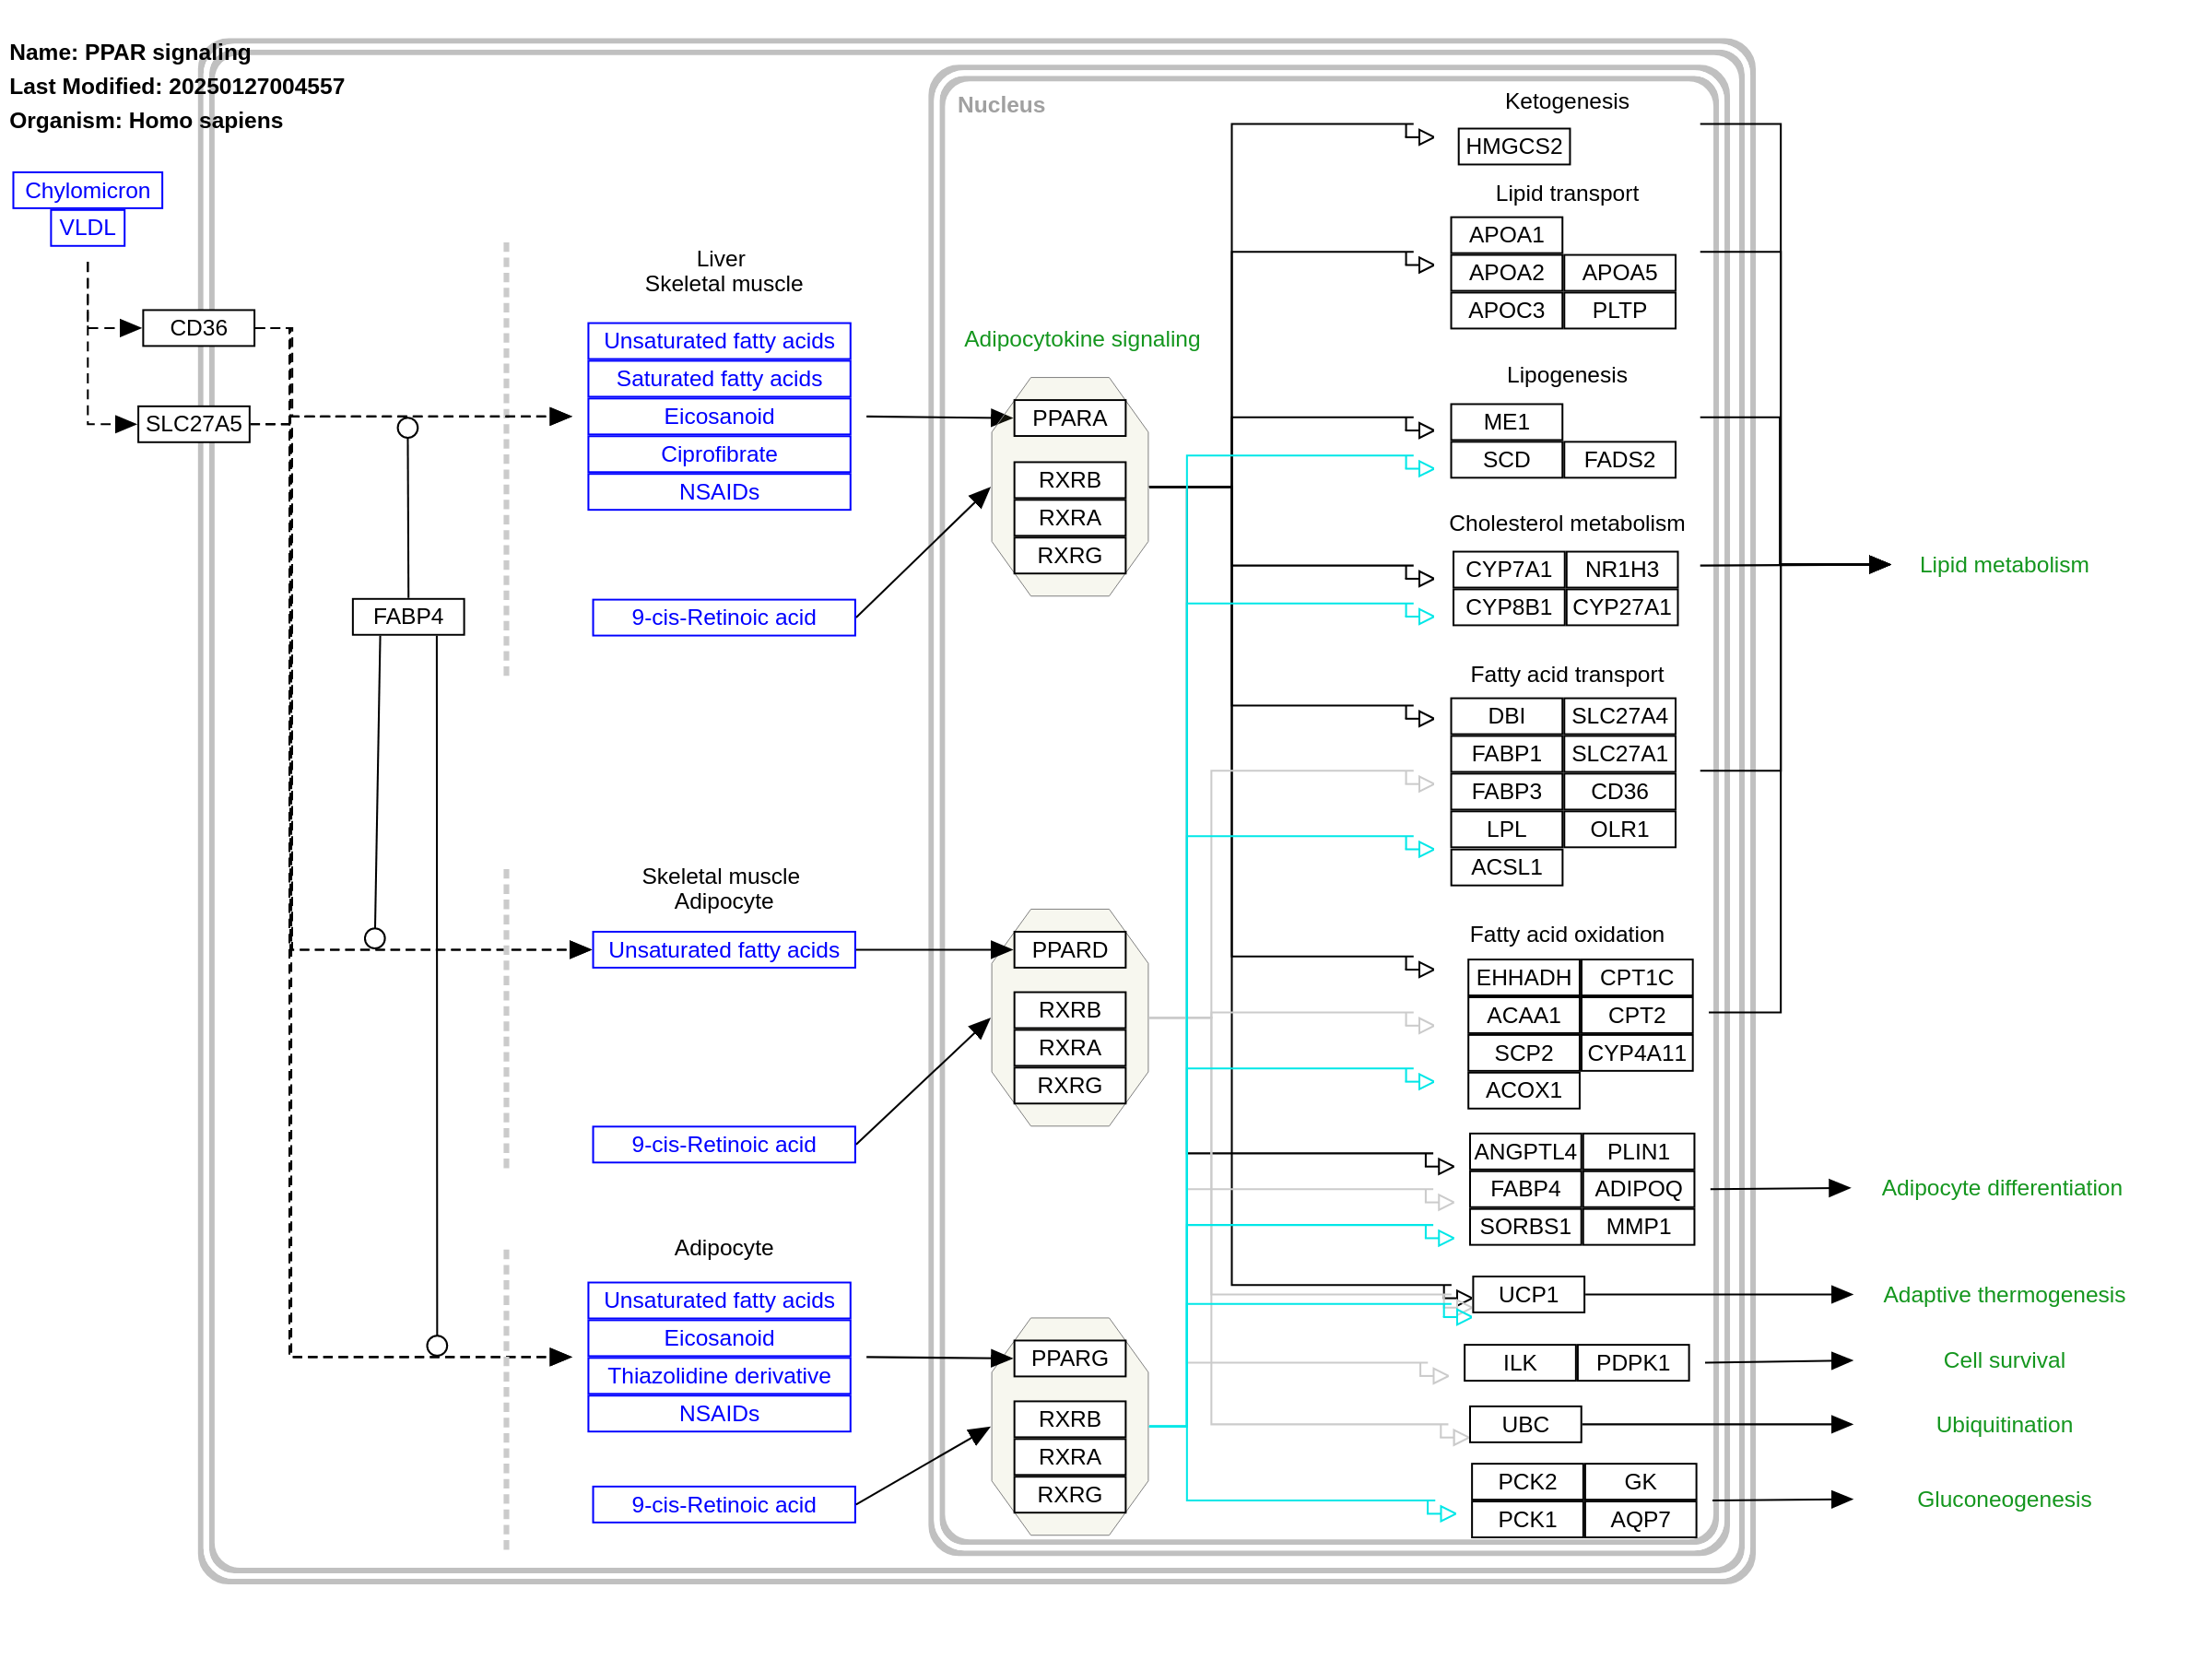 Name: PPAR signaling
Last Modified: 20250127004557
Organism: Homo sapiens
Chylomicron
VLDL
CD36
SLC27A5
FABP4
Liver
Skeletal muscle
Unsaturated fatty acids
Saturated fatty acids
Eicosanoid
Ciprofibrate
NSAIDs
9-cis-Retinoic acid
Skeletal muscle
Adipocyte
Unsaturated fatty acids
9-cis-Retinoic acid
Adipocyte
Unsaturated fatty acids
Eicosanoid
Thiazolidine derivative
NSAIDs
9-cis-Retinoic acid
Nucleus
Adipocytokine signaling
PPARA
RXRB
RXRA
RXRG
PPARD
RXRB
RXRA
RXRG
PPARG
RXRB
RXRA
RXRG
Ketogenesis
HMGCS2
Lipid transport
APOA1
APOA2 APOA5
APOC3 PLTP
Lipogenesis
ME1
SCD FADS2
Cholesterol metabolism
CYP7A1 NR1H3
CYP8B1 CYP27A1
Fatty acid transport
DBI SLC27A4
FABP1 SLC27A1
FABP3 CD36
LPL OLR1
ACSL1
Fatty acid oxidation
EHHADH CPT1C
ACAA1 CPT2
SCP2 CYP4A11
ACOX1
ANGPTL4 PLIN1
FABP4 ADIPOQ
SORBS1 MMP1
UCP1
ILK PDPK1
UBC
PCK2 GK
PCK1 AQP7
Lipid metabolism
Adipocyte differentiation
Adaptive thermogenesis
Cell survival
Ubiquitination
Gluconeogenesis